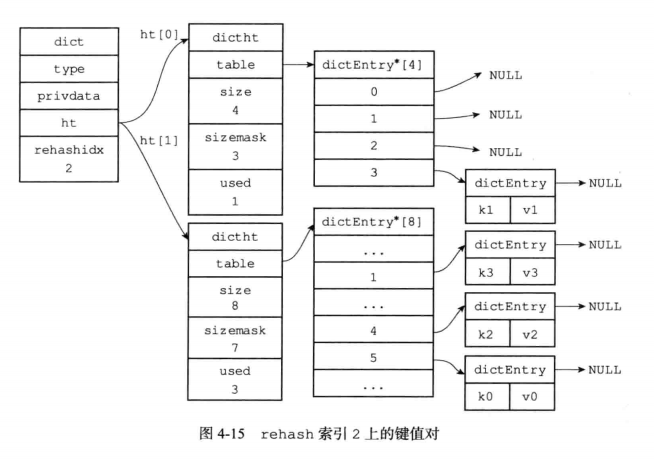 dict
type
privdata
ht
rehashidx
2
ht[0]
ht[1]
dictht
table
size
4
sizemask
3
used
1
dictht
table
size
8
sizemask
7
used
3
dictEntry*[4]
0
1
2
3
NULL
NULL
NULL
dictEntry
NULL
k1 v1
dictEntry*[8]
...
1
...
4
5
...
dictEntry
NULL
k3 v3
dictEntry
NULL
k2 v2
dictEntry
NULL
k0 v0
图 4-15 rehash 索引 2 上的键值对